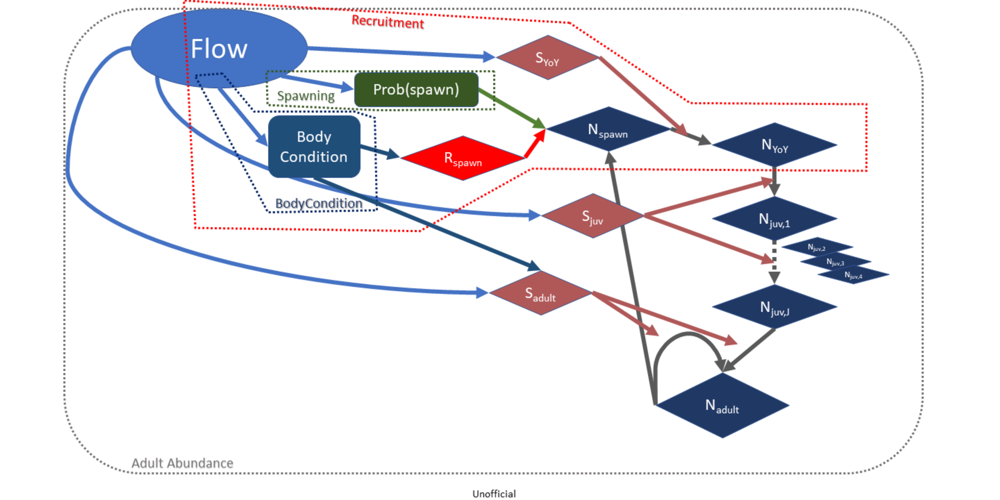 Recruitment
Flow
S_YoY
Prob(spawn)
Spawning
N_spawn
Body
Condition
N_YoY
R_spawn
BodyCondition
S_juv
N_juv,1
N_juv,2
N_juv,3
N_juv,4
S_adult
N_juv,J
N_adult
Adult Abundance
Unofficial